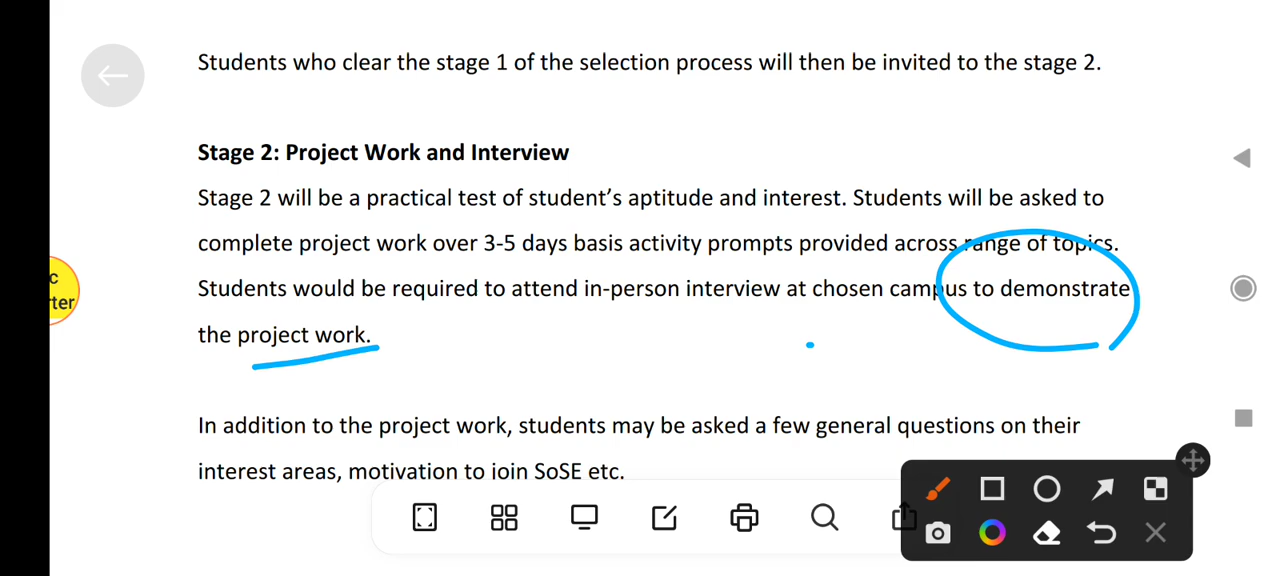 Students who clear the stage 1 of the selection process will then be invited to the stage 2.
Stage 2: Project Work and Interview
Stage 2 will be a practical test of student’s aptitude and interest. Students will be asked to
complete project work over 3-5 days basis activity prompts provided across range of topics.
Students would be required to attend in-person interview at chosen campus to demonstrate
the project work.
In addition to the project work, students may be asked a few general questions on their
interest areas, motivation to join SoSE etc.